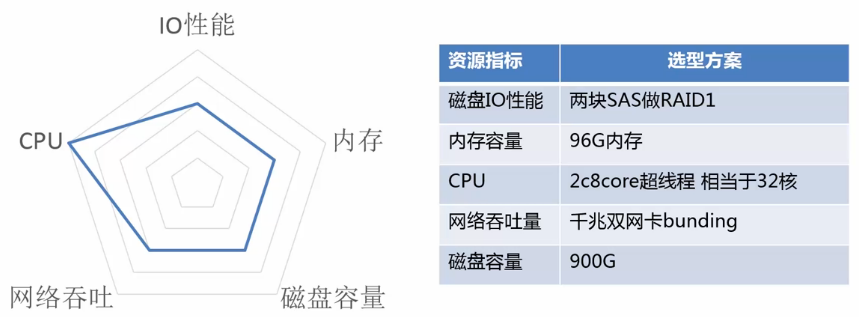 IO性能
CPU
内存
网络吞吐
磁盘容量
资源指标 选型方案
磁盘IO性能 两块SAS做RAID1
内存容量 96G内存
CPU 2c8core超线程 相当于32核
网络吞吐量 千兆双网卡bunding
磁盘容量 900G